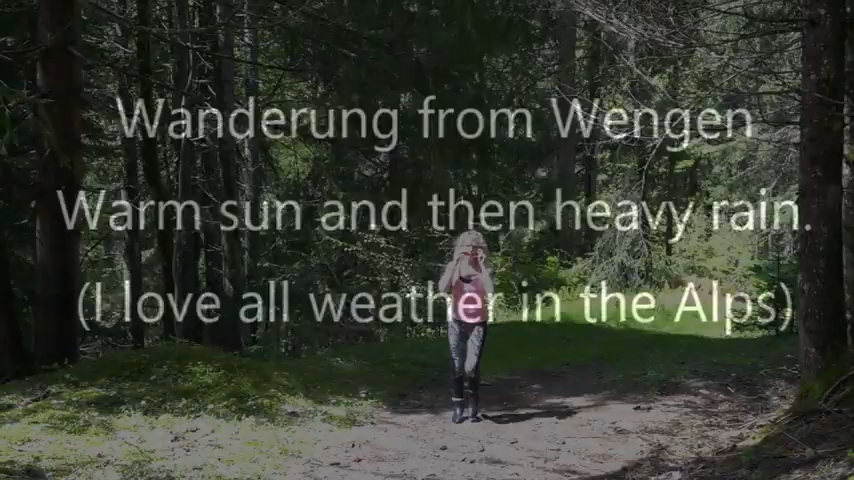 Wanderung from Wengen
Warm sun and then heavy rain.
(I love all weather in the Alps)